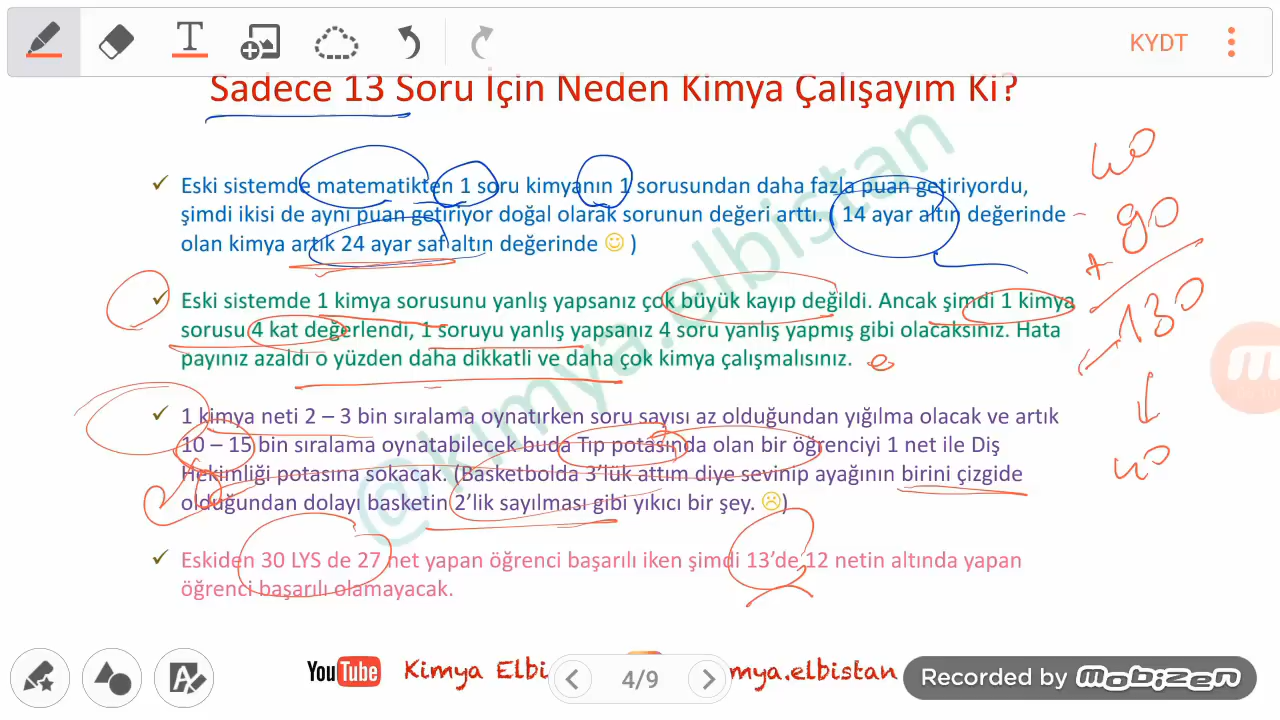 KYDT
Sadece 13 Soru İçin Neden Kimya Çalışayım Ki?
✓ Eski sistemde matematikten 1 soru kimyanın 1 sorusundan daha fazla puan getiriyordu,
şimdi ikisi de aynı puan getiriyor doğal olarak sorunun değeri arttı. ( 14 ayar altın değerinde
olan kimya artık 24 ayar saf altın değerinde ☺ )
✓ Eski sistemde 1 kimya sorusunu yanlış yapsanız çok büyük kayıp değildi. Ancak şimdi 1 kimya
sorusu 4 kat değerlendi, 1 soruyu yanlış yapsanız 4 soru yanlış yapmış gibi olacaksınız. Hata
payınız azaldı o yüzden daha dikkatli ve daha çok kimya çalışmalısınız.
✓ 1 kimya neti 2 – 3 bin sıralama oynatırken soru sayısı az olduğundan yığılma olacak ve artık
10 – 15 bin sıralama oynatabilecek buda Tıp potasında olan bir öğrenciyi 1 net ile Diş
Hekimliği potasına sokacak. (Basketbolda 3’lük attım diye sevinip ayağının birini çizgide
olduğundan dolayı basketin 2’lik sayılması gibi yıkıcı bir şey. ☹)
✓ Eskiden 30 LYS de 27 net yapan öğrenci başarılı iken şimdi 13’de 12 netin altında yapan
öğrenci başarılı olamayacak.
40
90
+
130
40
@kimya.elbistan
YouTube Kimya Elbi
mya.elbistan
4/9
Recorded by mobizen